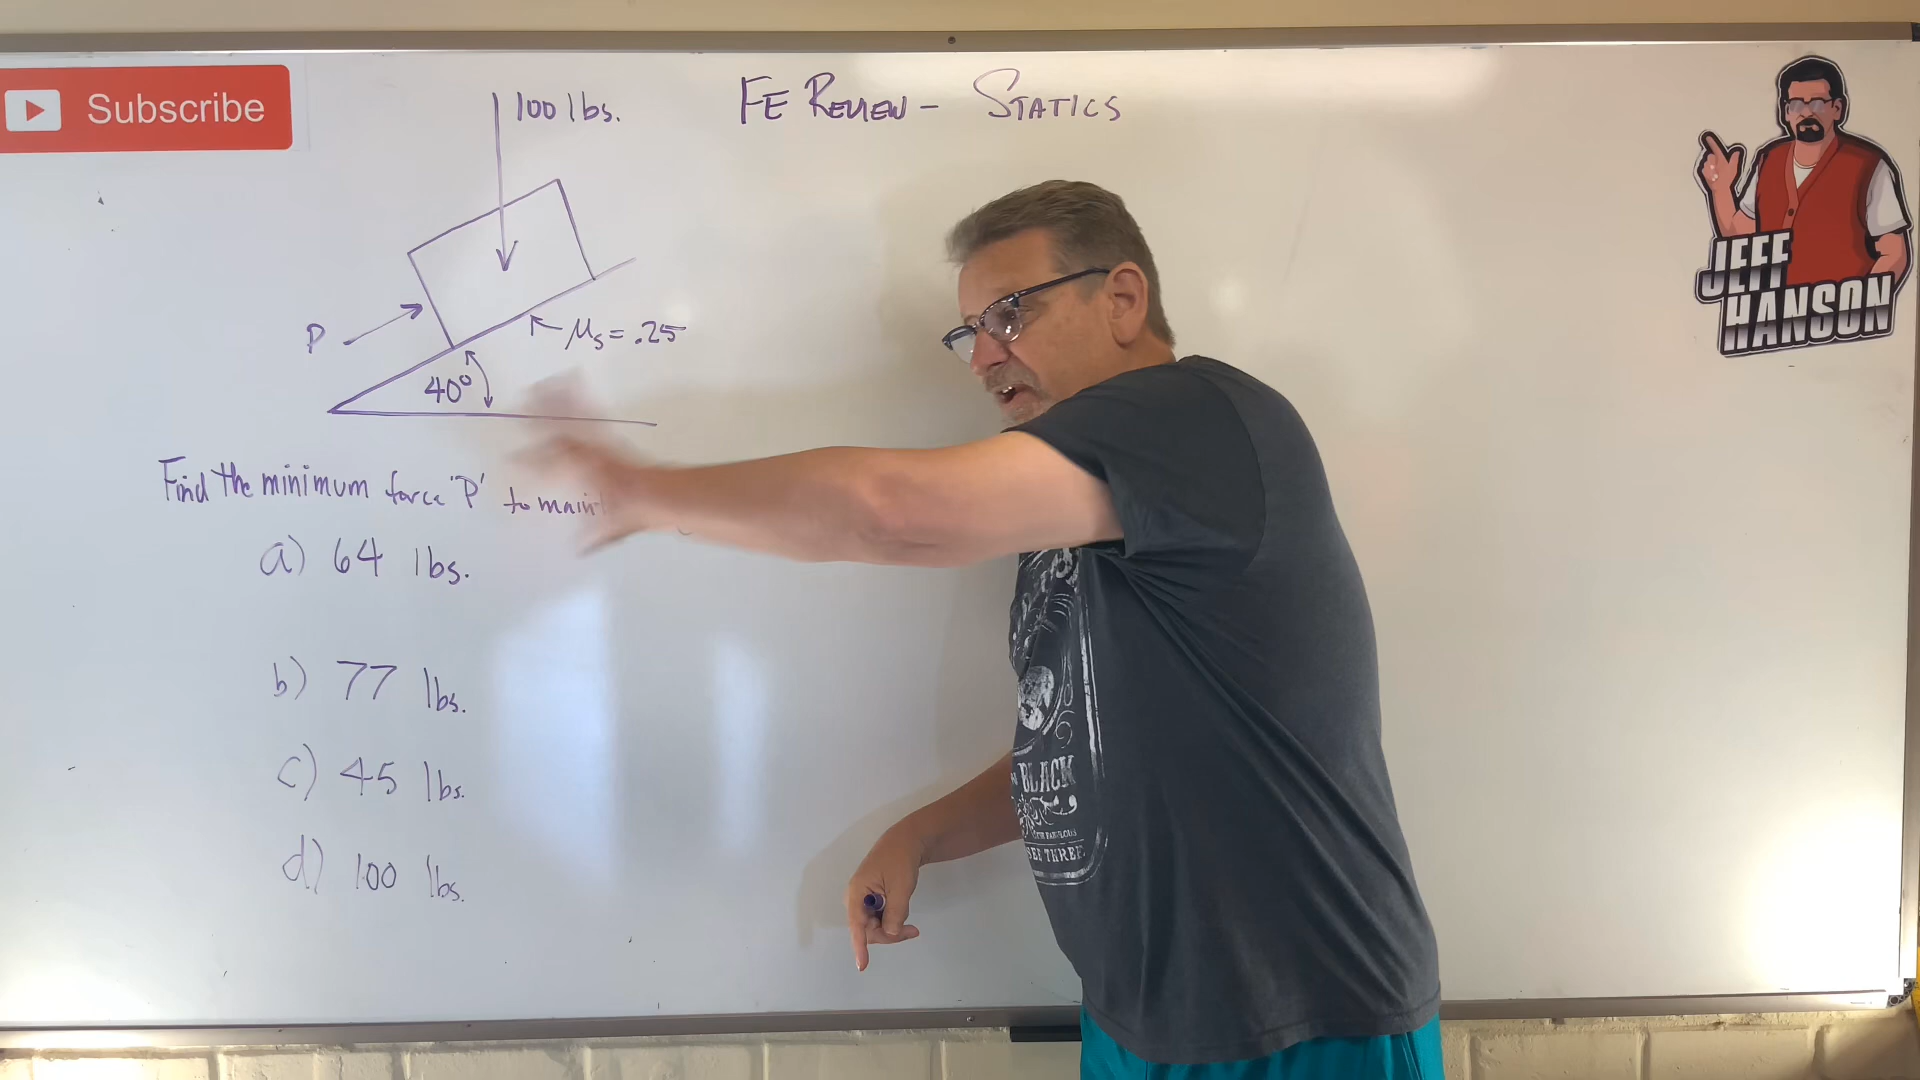 Subscribe
100 lbs.
FE REVIEW - STATICS
P
μs = .25
40°
Find the minimum force 'P' to
a) 64 lbs.
b) 77 lbs.
c) 45 lbs.
d) 100 lbs.
JEFF
HANSON
BLACK
THREE